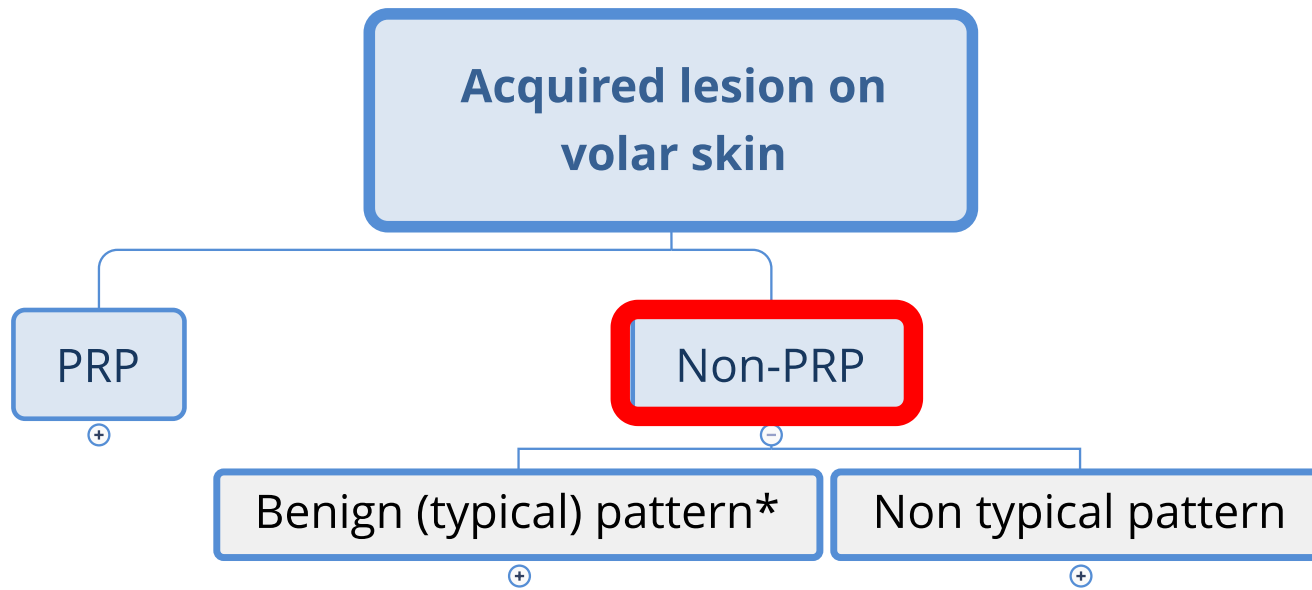 Acquired lesion on
volar skin
PRP
Non-PRP
Benign (typical) pattern*
Non typical pattern